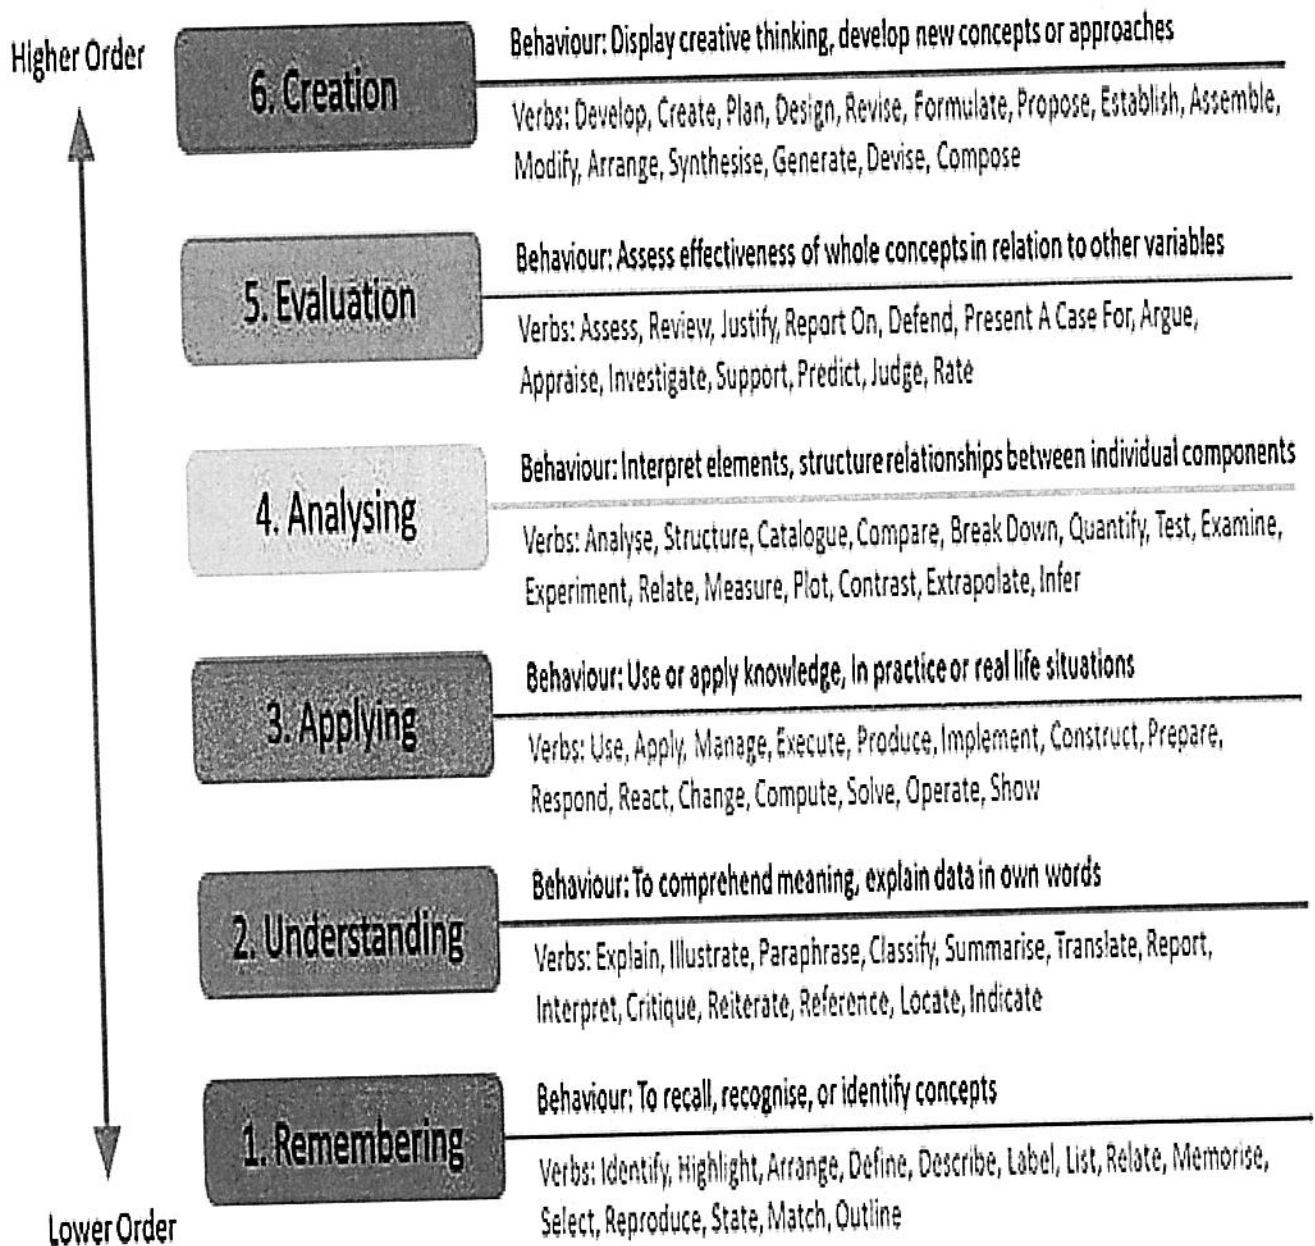 Higher Order
6. Creation
Behaviour: Display creative thinking, develop new concepts or approaches
Verbs: Develop, Create, Plan, Design, Revise, Formulate, Propose, Establish, Assemble,
Modify, Arrange, Synthesise, Generate, Devise, Compose
5. Evaluation
Behaviour: Assess effectiveness of whole concepts in relation to other variables
Verbs: Assess, Review, Justify, Report On, Defend, Present A Case For, Argue,
Appraise, Investigate, Support, Predict, Judge, Rate
4. Analysing
Behaviour: Interpret elements, structure relationships between individual components
Verbs: Analyse, Structure, Catalogue, Compare, Break Down, Quantify, Test, Examine,
Experiment, Relate, Measure, Plot, Contrast, Extrapolate, Infer
3. Applying
Behaviour: Use or apply knowledge, in practice or real life situations
Verbs: Use, Apply, Manage, Execute, Produce, Implement, Construct, Prepare,
Respond, React, Change, Compute, Solve, Operate, Show
2. Understanding
Behaviour: To comprehend meaning, explain data in own words
Verbs: Explain, Illustrate, Paraphrase, Classify, Summarise, Translate, Report,
Interpret, Critique, Reiterate, Reference, Locate, Indicate
1. Remembering
Behaviour: To recall, recognise, or identify concepts
Verbs: Identify, Highlight, Arrange, Define, Describe, Label, List, Relate, Memorise,
Select, Reproduce, State, Match, Outline
Lower Order